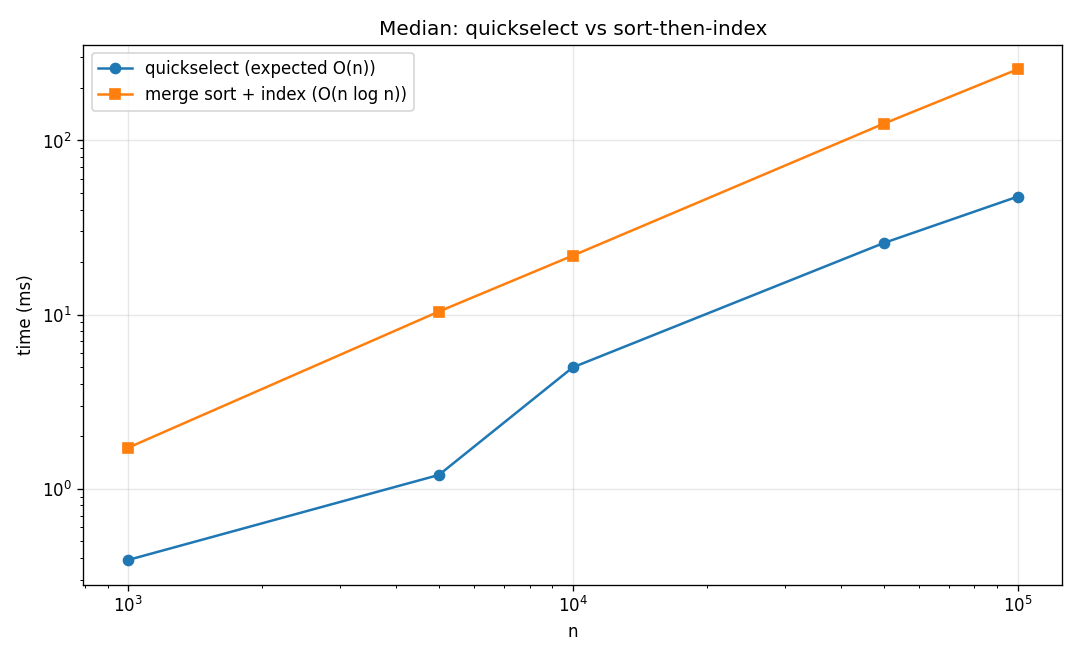 Median: quickselect vs sort-then-index
quickselect (expected O(n))
merge sort + index (O(n log n))
time (ms)
10²
10¹
10⁰
10³
10⁴
10⁵
n